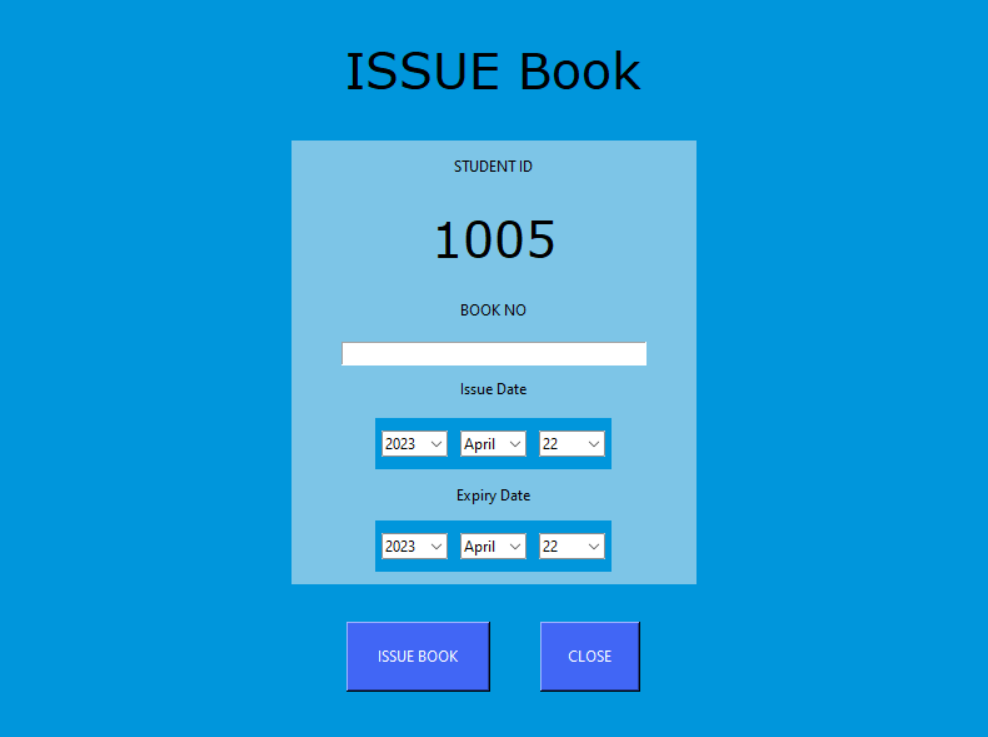 ISSUE Book
STUDENT ID
1005
BOOK NO
Issue Date
2023 April 22
Expiry Date
2023 April 22
ISSUE BOOK CLOSE